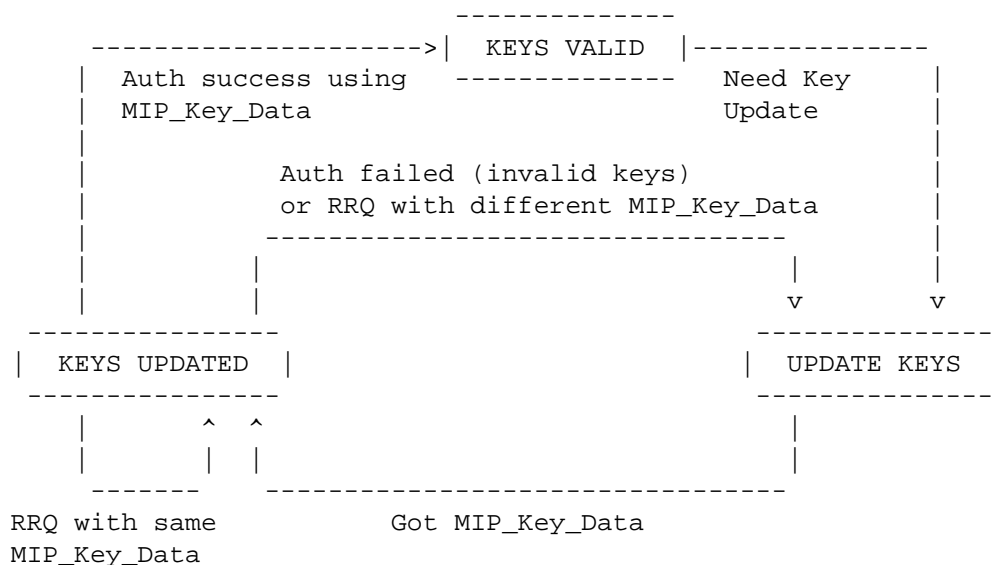 KEYS VALID
Auth success using Need Key
MIP_Key_Data Update
Auth failed (invalid keys)
or RRQ with different MIP_Key_Data
KEYS UPDATED UPDATE KEYS
RRQ with same Got MIP_Key_Data
MIP_Key_Data